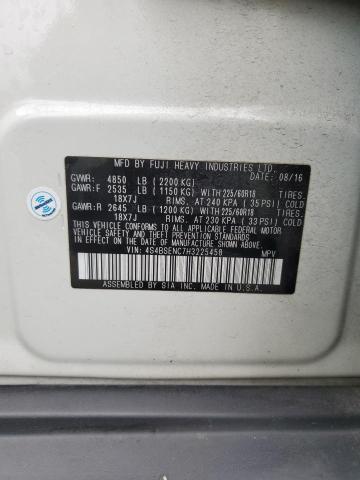 MFD BY FUJI HEAVY INDUSTRIES LTD.
GVWR: 4850 LB (2200 KG) DATE: 08/16
GAWR:F 2535 LB (1150 KG) WITH 225/60R18 TIRES,
18X7J RIMS, AT 240 KPA ( 35 PSI) COLD
GAWR:R 2645 LB (1200 KG) WITH 225/60R18 TIRES,
18X7J RIMS, AT 230 KPA ( 33 PSI) COLD
THIS VEHICLE CONFORMS TO ALL APPLICABLE FEDERAL MOTOR
VEHICLE SAFETY AND THEFT PREVENTION STANDARDS IN
EFFECT ON THE DATE OF MANUFACTURE SHOWN ABOVE.
VIN: 4S4BSENC7H3225458 MPV
ASSEMBLED BY SIA INC. MADE IN U.S.A.